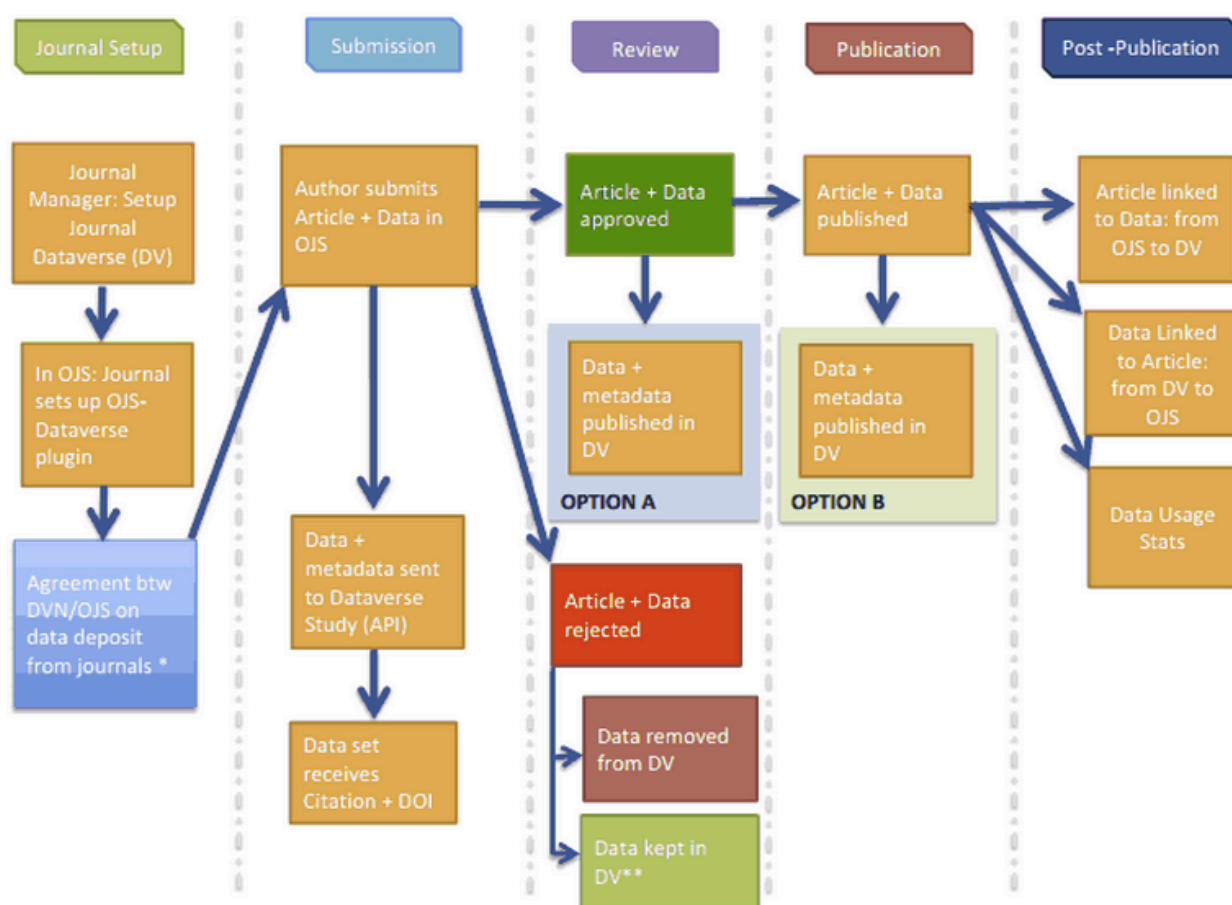 Journal Setup
Submission
Review
Publication
Post -Publication
Journal
Manager: Setup
Journal
Dataverse (DV)
In OJS: Journal
sets up OJS-
Dataverse
plugin
Agreement btw
DVN/OJS on
data deposit
from journals *
Author submits
Article + Data in
OJS
Data +
metadata sent
to Dataverse
Study (API)
Data set
receives
Citation + DOI
Article + Data
approved
Data +
metadata
published in
DV
OPTION A
Article + Data
rejected
Data removed
from DV
Data kept in
DV**
Article + Data
published
Data +
metadata
published in
DV
OPTION B
Article linked
to Data: from
OJS to DV
Data Linked
to Article:
from DV to
OJS
Data Usage
Stats